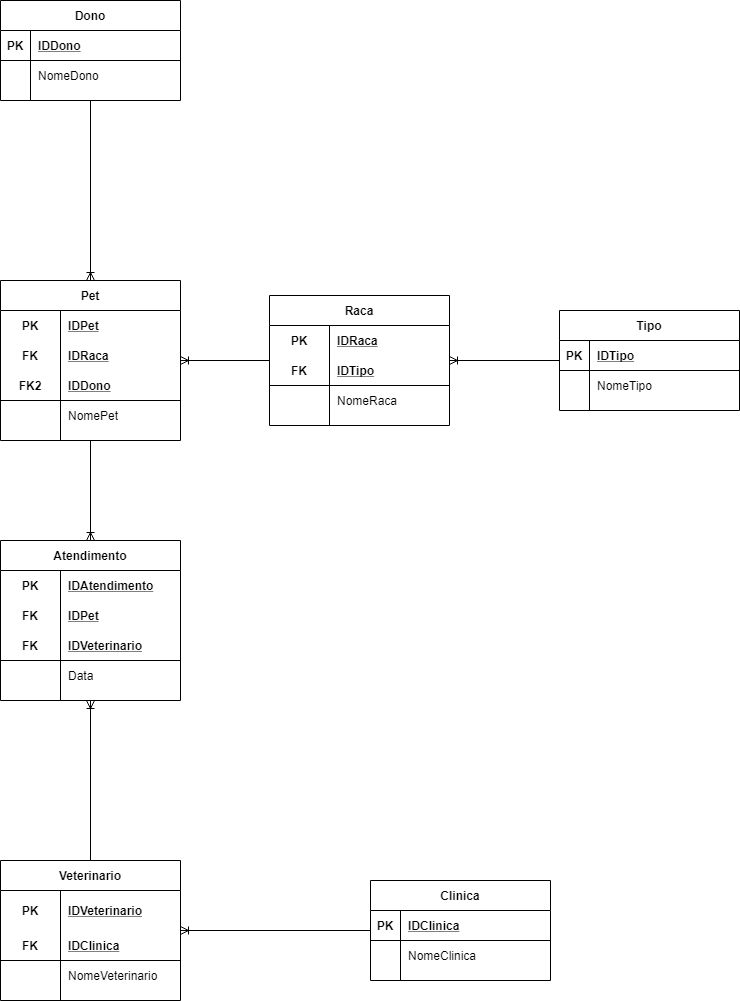 Dono
PK IDDono
NomeDono
Pet
PK IDPet
FK IDRaca
FK2 IDDono
NomePet
Raca
PK IDRaca
FK IDTipo
NomeRaca
Tipo
PK IDTipo
NomeTipo
Atendimento
PK IDAtendimento
FK IDPet
FK IDVeterinario
Data
Veterinario
PK IDVeterinario
FK IDClinica
NomeVeterinario
Clinica
PK IDClinica
NomeClinica